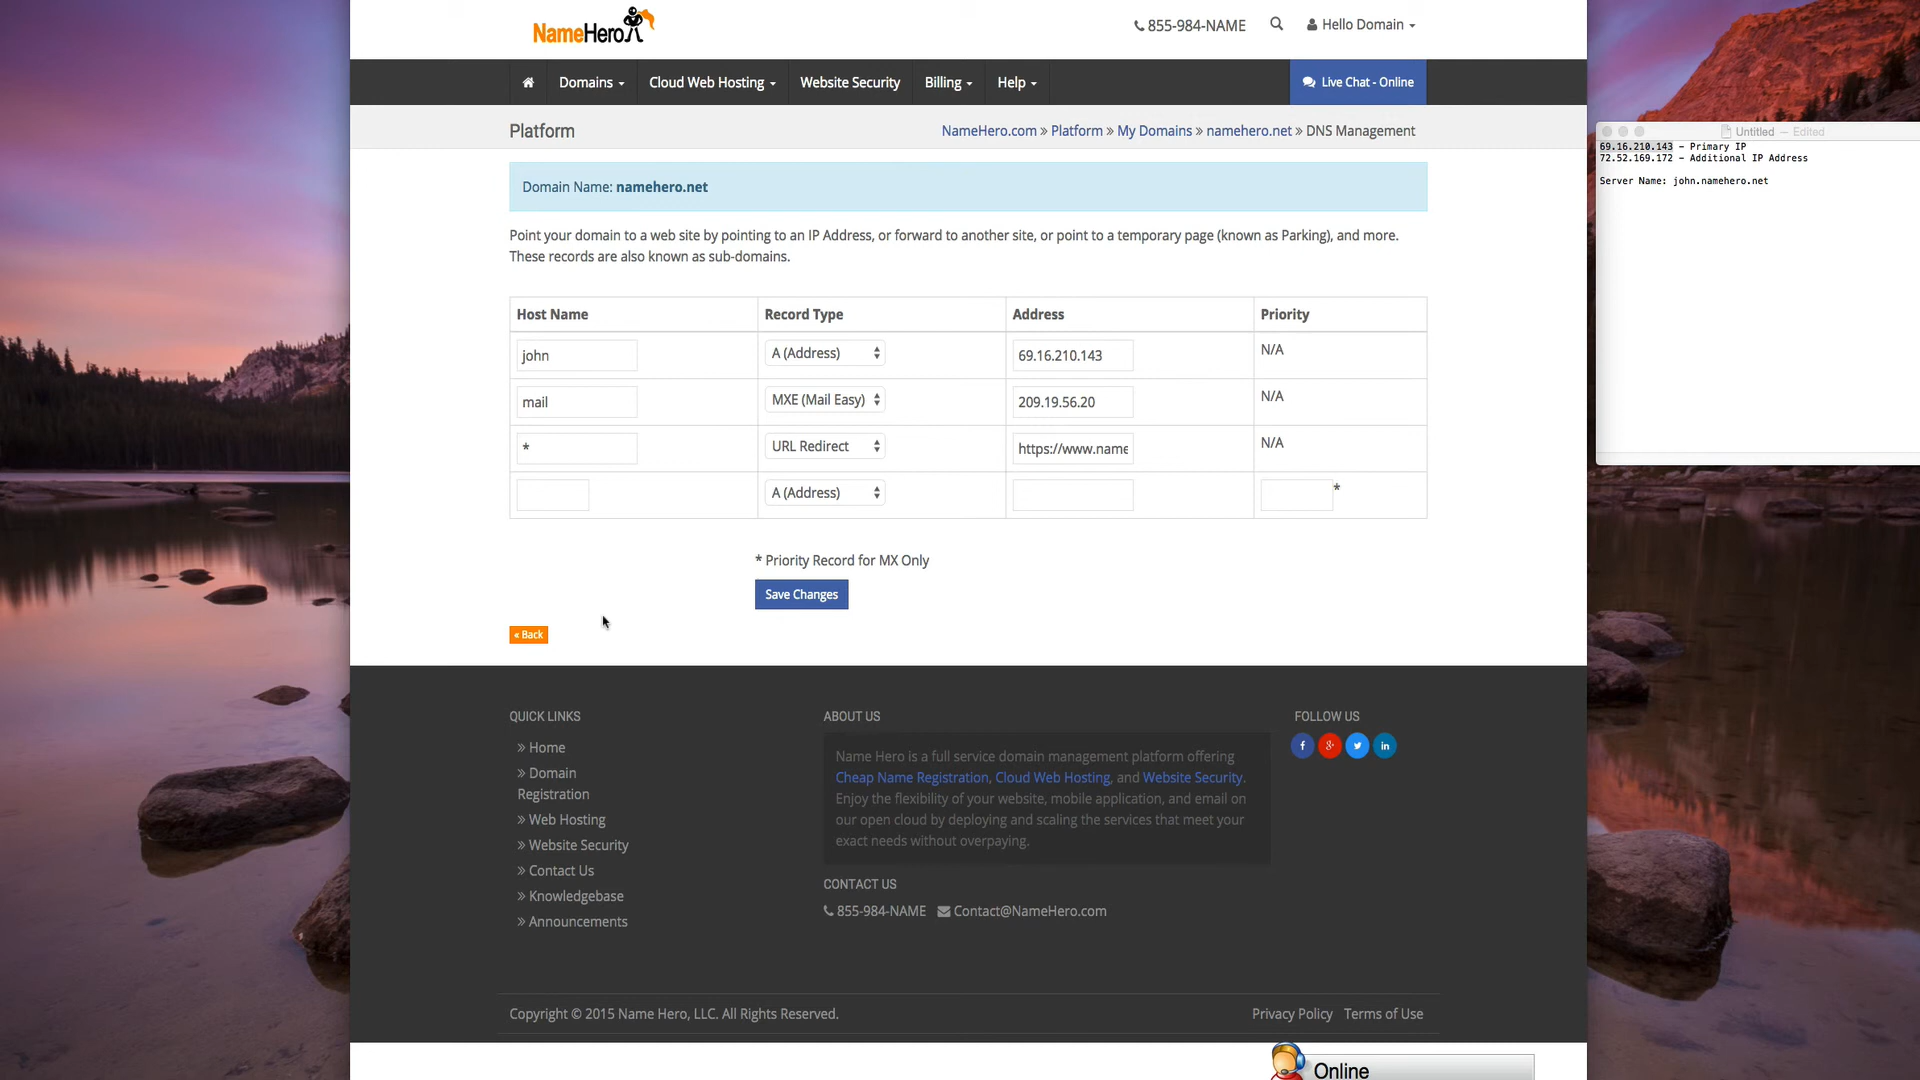 NameHero
855-984-NAME
Hello Domain
Domains
Cloud Web Hosting
Website Security
Billing
Help
Live Chat - Online
Platform
NameHero.com » Platform » My Domains » namehero.net » DNS Management
Domain Name: namehero.net
Point your domain to a web site by pointing to an IP Address, or forward to another site, or point to a temporary page (known as Parking), and more.
These records are also known as sub-domains.
Host Name Record Type Address Priority
john A (Address) 69.16.210.143 N/A
mail MXE (Mail Easy) 209.19.56.20 N/A
* URL Redirect https://www.name N/A
A (Address) *
* Priority Record for MX Only
Save Changes
« Back
QUICK LINKS
» Home
» Domain
Registration
» Web Hosting
» Website Security
» Contact Us
» Knowledgebase
» Announcements
ABOUT US
Name Hero is a full service domain management platform offering
Cheap Name Registration, Cloud Web Hosting, and Website Security.
Enjoy the flexibility of your website, mobile application, and email on
our open cloud by deploying and scaling the services that meet your
exact needs without overpaying.
CONTACT US
855-984-NAME Contact@NameHero.com
FOLLOW US
Copyright © 2015 Name Hero, LLC. All Rights Reserved.
Privacy Policy Terms of Use
Online
Untitled — Edited
69.16.210.143 - Primary IP
72.52.169.172 - Additional IP Address
Server Name: john.namehero.net